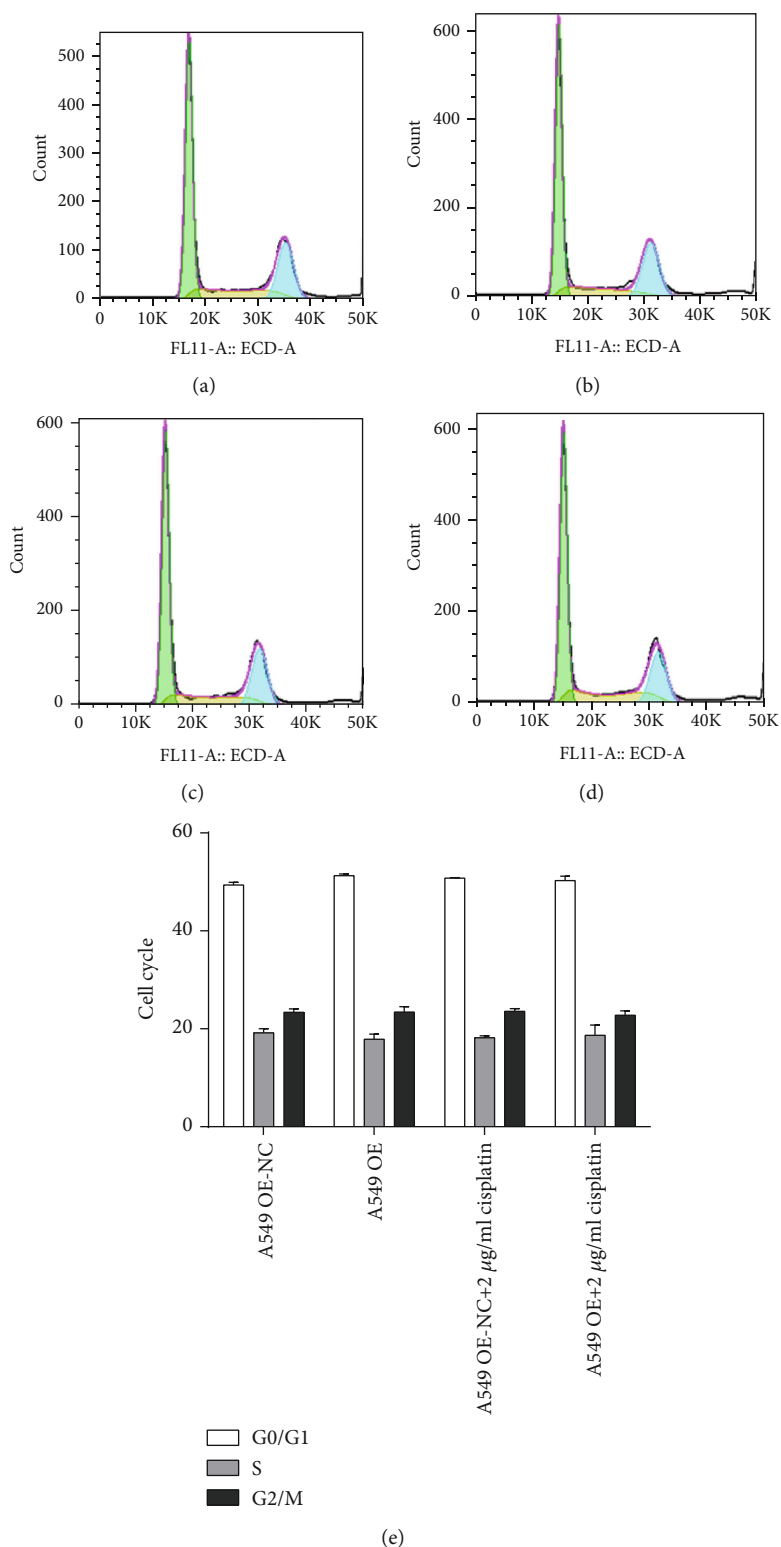 500
400
300
200
100
0
Count
0 10K 20K 30K 40K 50K
FL11-A:: ECD-A
(a)
600
400
200
0
Count
0 10K 20K 30K 40K 50K
FL11-A:: ECD-A
(b)
600
400
200
0
Count
0 10K 20K 30K 40K 50K
FL11-A:: ECD-A
(c)
600
400
200
0
Count
0 10K 20K 30K 40K 50K
FL11-A:: ECD-A
(d)
60
40
20
0
Cell cycle
A549 OE-NC
A549 OE
A549 OE-NC+2 μg/ml cisplatin
A549 OE+2 μg/ml cisplatin
G0/G1
S
G2/M
(e)